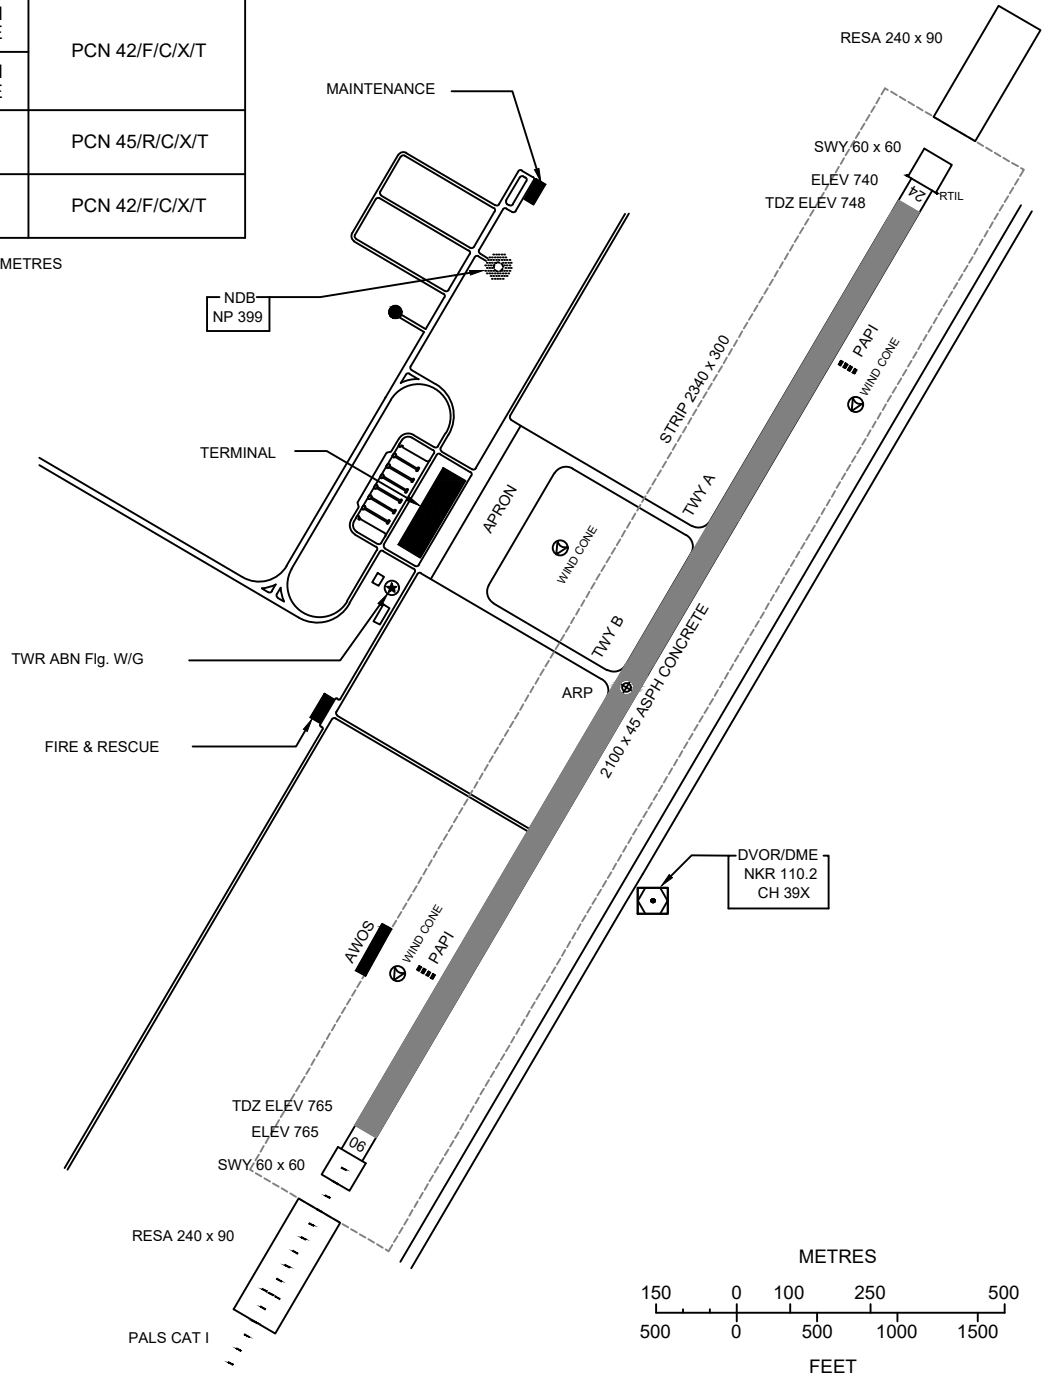 PCN 42/F/C/X/T
PCN 45/R/C/X/T
PCN 42/F/C/X/T
METRES
MAINTENANCE
RESA 240 x 90
SWY 60 x 60
ELEV 740
TDZ ELEV 748
24
RTIL
NDB
NP 399
PAPI
WIND CONE
STRIP 2340 x 300
TERMINAL
APRON
TWY A
WIND CONE
TWY B
TWR ABN Flg. W/G
ARP
2100 x 45 ASPH CONCRETE
FIRE & RESCUE
DVOR/DME
NKR 110.2
CH 39X
AWOS
WIND CONE
PAPI
TDZ ELEV 765
ELEV 765
06
SWY 60 x 60
RESA 240 x 90
PALS CAT I
METRES
150 0 100 250 500
500 0 500 1000 1500
FEET